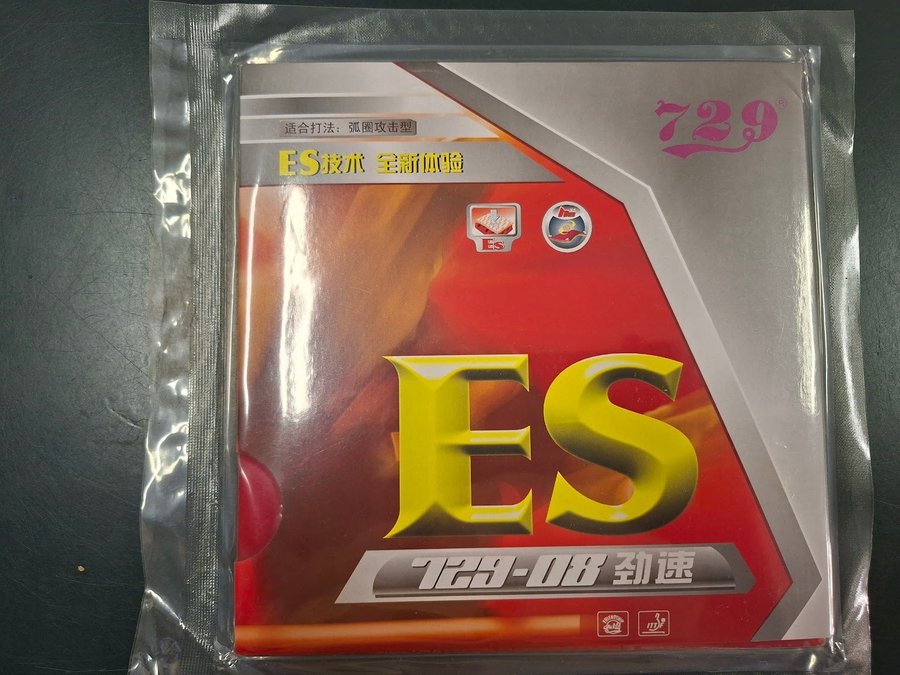 729®
适合打法：弧圈攻击型
ES技术 全新体验
ES
ES
729-08 劲速